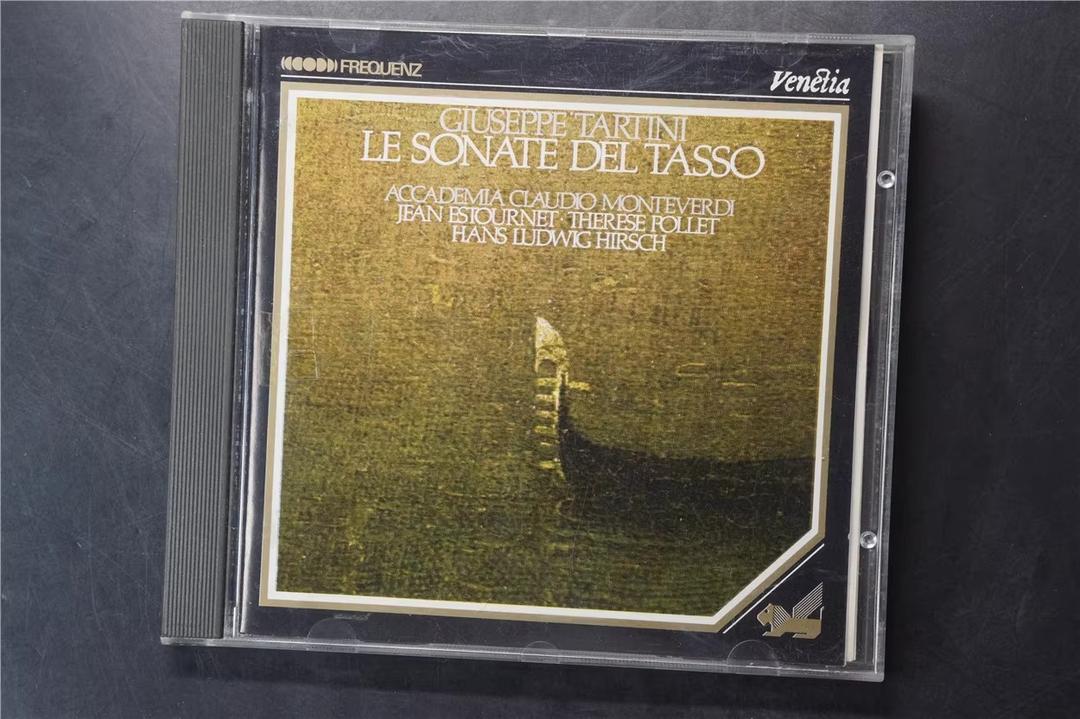 FREQUENZ
Venetia
GIUSEPPE TARTINI
LE SONATE DEL TASSO
ACCADEMIA CLAUDIO MONTEVERDI
JEAN ESTOURNET · THERESE POLLET
HANS LUDWIG HIRSCH